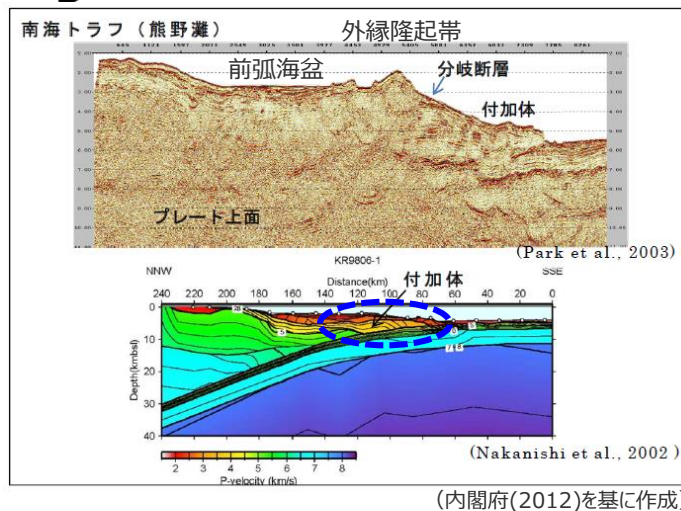 南海トラフ（熊野灘）
外縁隆起帯
前弧海盆
分岐断層
付加体
プレート上面
(Park et al., 2003)
KR9806-1
NNW
Distance(km)
付加体
SSE
240 220 200 180 160 140 120 100 80 60 40 20 0
Depth(kmbsl)
0
10
20
30
40
2 3 4 5 6 7 8
P-velocity (km/s)
(Nakanishi et al., 2002 )
(内閣府(2012)を基に作成)